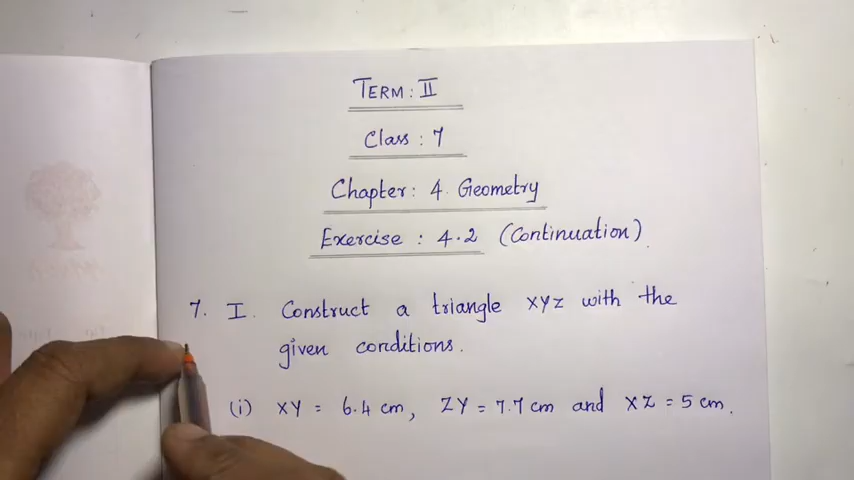 TERM: II
Class: 7
Chapter: 4. Geometry
Exercise: 4.2 (Continuation)
7. I. Construct a triangle XYZ with the
given conditions.
(i) XY = 6.4 cm, ZY = 7.7 cm and XZ = 5 cm.